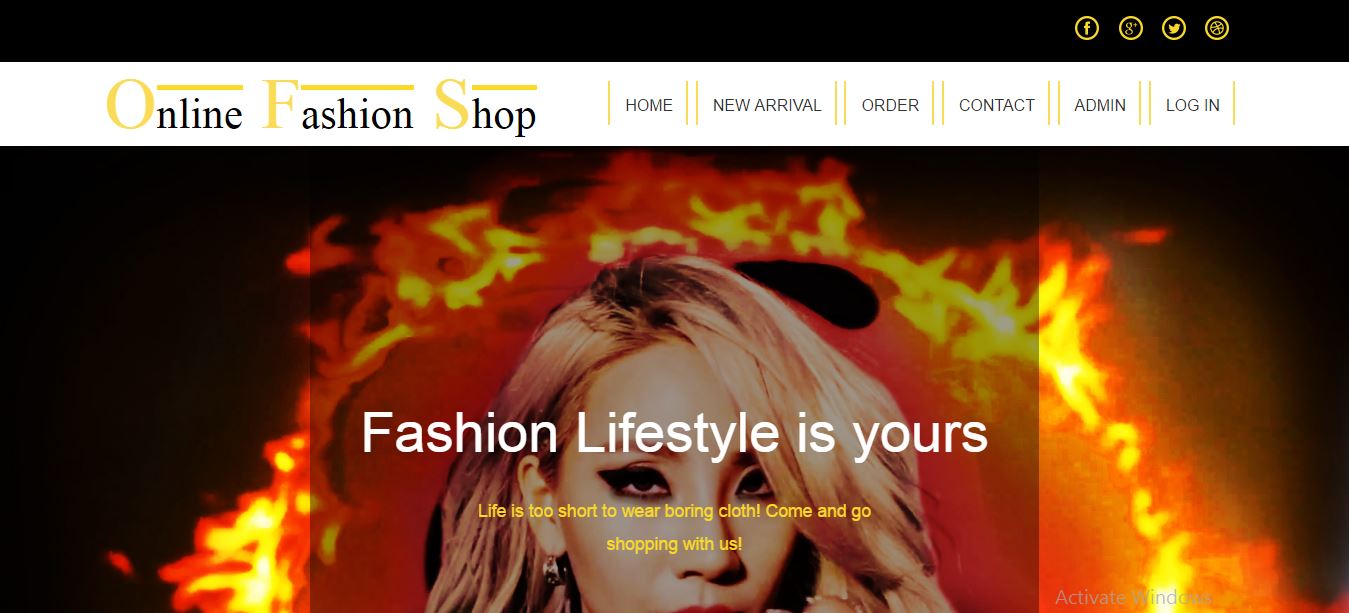 Online Fashion Shop
HOME NEW ARRIVAL ORDER CONTACT ADMIN LOG IN
Fashion Lifestyle is yours
Life is too short to wear boring cloth! Come and go
shopping with us!
Activate Windows